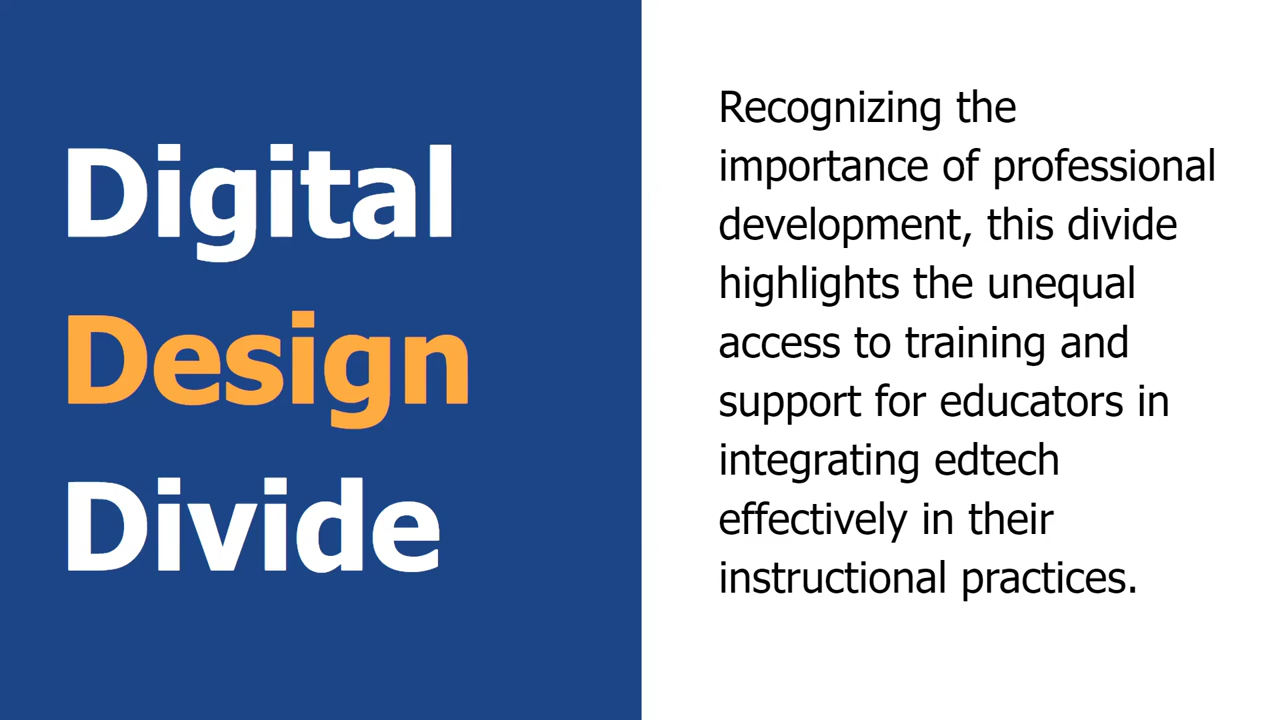 Digital
Design
Divide
Recognizing the
importance of professional
development, this divide
highlights the unequal
access to training and
support for educators in
integrating edtech
effectively in their
instructional practices.